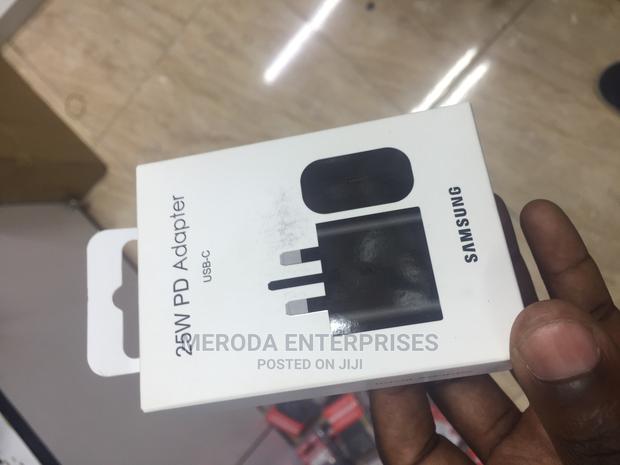 25W PD Adapter
USB-C
SAMSUNG
MERODA ENTERPRISES
POSTED ON JIJI